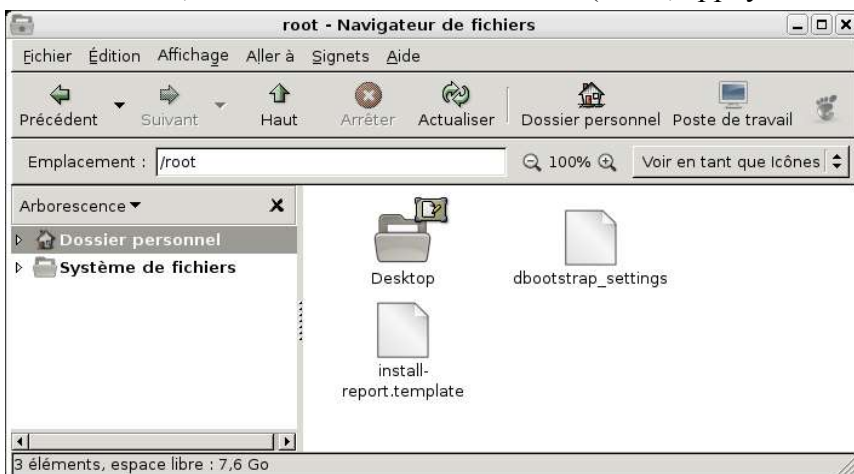 root - Navigateur de fichiers
Fichier Édition Affichage Aller à Signets Aide
Précédent Suivant Haut Arrêter Actualiser Dossier personnel Poste de travail
Emplacement : /root 100% Voir en tant que Icônes
Arborescence
Dossier personnel
Système de fichiers
Desktop
dbootstrap_settings
install-
report.template
3 éléments, espace libre : 7,6 Go